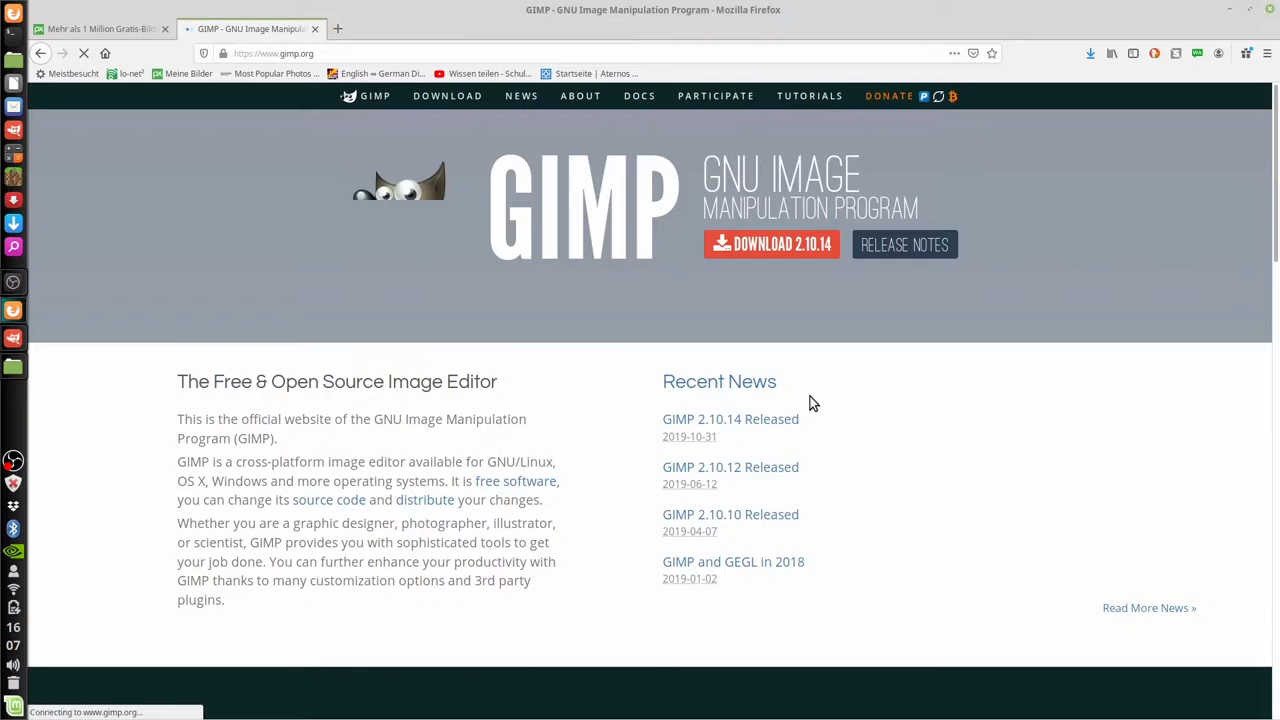 GIMP - GNU Image Manipulation Program - Mozilla Firefox
Mehr als 1 Million Gratis-Bild
GIMP - GNU Image Manipula
https://www.gimp.org
Meistbesucht
lo-net²
Meine Bilder
Most Popular Photos ...
English ⇔ German Di...
Wissen teilen - Schul...
Startseite | Aternos ...
GIMP
DOWNLOAD
NEWS
ABOUT
DOCS
PARTICIPATE
TUTORIALS
DONATE
GIMP
GNU IMAGE
MANIPULATION PROGRAM
DOWNLOAD 2.10.14
RELEASE NOTES
The Free & Open Source Image Editor
This is the official website of the GNU Image Manipulation
Program (GIMP).
GIMP is a cross-platform image editor available for GNU/Linux,
OS X, Windows and more operating systems. It is free software,
you can change its source code and distribute your changes.
Whether you are a graphic designer, photographer, illustrator,
or scientist, GIMP provides you with sophisticated tools to get
your job done. You can further enhance your productivity with
GIMP thanks to many customization options and 3rd party
plugins.
Recent News
GIMP 2.10.14 Released
2019-10-31
GIMP 2.10.12 Released
2019-06-12
GIMP 2.10.10 Released
2019-04-07
GIMP and GEGL in 2018
2019-01-02
Read More News »
16
07
Connecting to www.gimp.org...